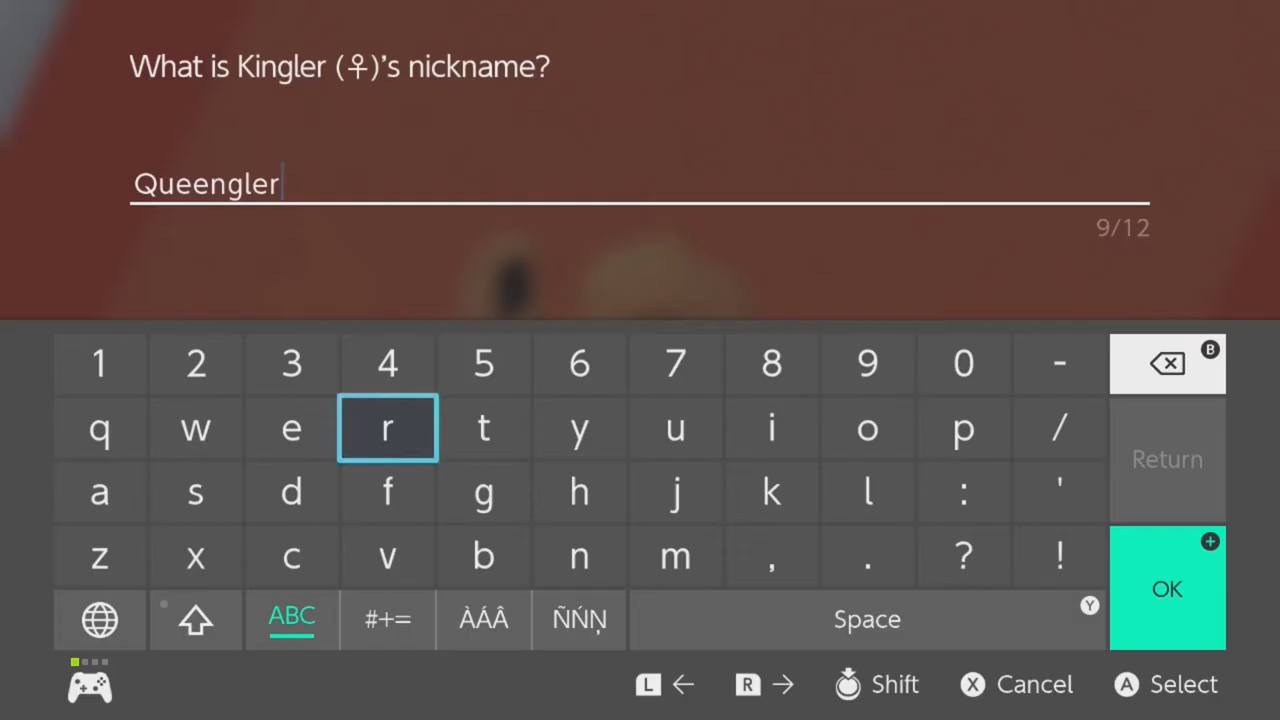 What is Kingler (♀)'s nickname?
Queengler
9/12
1 2 3 4 5 6 7 8 9 0 - B
q w e r t y u i o p / Return
a s d f g h j k l : '
z x c v b n m , . ? ! +
OK
ABC #+= ÀÁÂ ÑŃŅ Space Y
L ← R → Shift X Cancel A Select